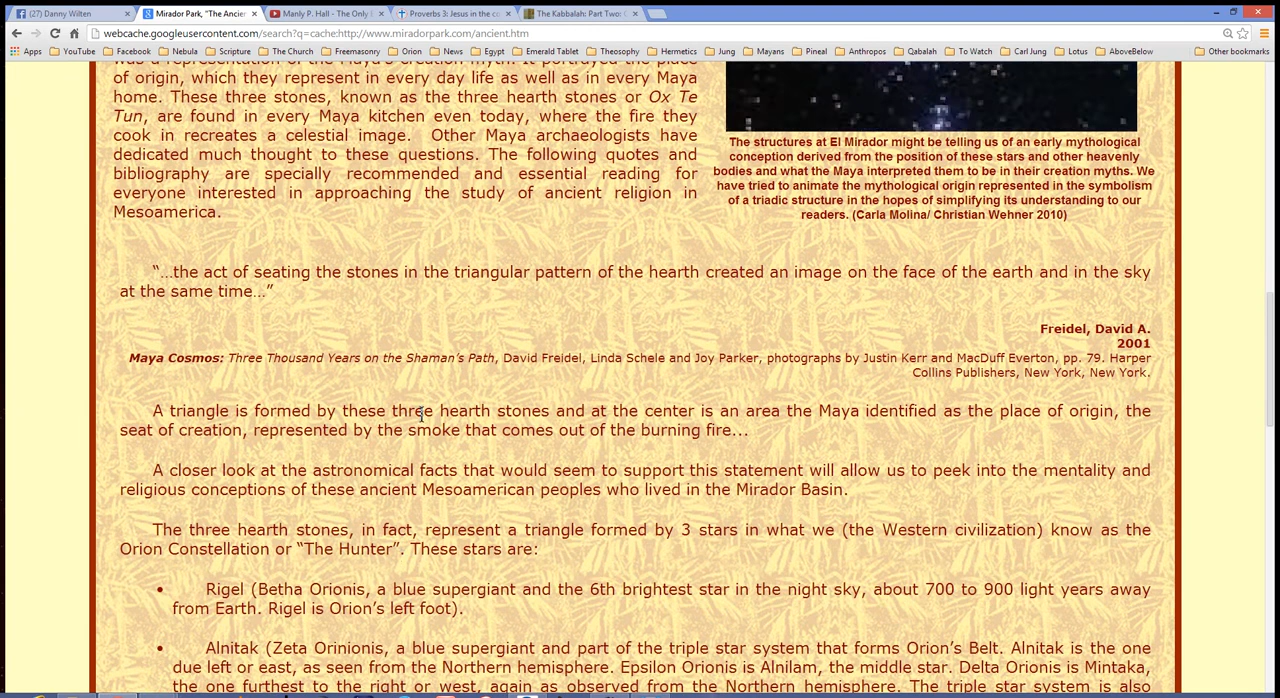 (27) Danny Wilten
Mirador Park, "The Ancien
Manly P. Hall - The Only
Proverbs 3: Jesus in the co
The Kabbalah: Part Two: C
webcache.googleusercontent.com/search?q=cache:http://www.miradorpark.com/ancient.htm
Apps YouTube Facebook Nebula Scripture The Church Freemasonry Orion News Egypt Emerald Tablet Theosophy Hermetics Jung Mayans Pineal Anthropos Qabalah To Watch Carl Jung Lotus AboveBelow Other bookmarks
was a representation of the Maya's creation myth. It portrayed the place
of origin, which they represent in every day life as well as in every Maya
home. These three stones, known as the three hearth stones or Ox Te
Tun, are found in every Maya kitchen even today, where the fire they
cook in recreates a celestial image. Other Maya archaeologists have
dedicated much thought to these questions. The following quotes and
bibliography are specially recommended and essential reading for
everyone interested in approaching the study of ancient religion in
Mesoamerica.
The structures at El Mirador might be telling us of an early mythological
conception derived from the position of these stars and other heavenly
bodies and what the Maya interpreted them to be in their creation myths. We
have tried to animate the mythological origin represented in the symbolism
of a triadic structure in the hopes of simplifying its understanding to our
readers. (Carla Molina/ Christian Wehner 2010)
“…the act of seating the stones in the triangular pattern of the hearth created an image on the face of the earth and in the sky
at the same time…”
Freidel, David A.
2001
Maya Cosmos: Three Thousand Years on the Shaman's Path, David Freidel, Linda Schele and Joy Parker, photographs by Justin Kerr and MacDuff Everton, pp. 79. Harper
Collins Publishers, New York, New York.
A triangle is formed by these three hearth stones and at the center is an area the Maya identified as the place of origin, the
seat of creation, represented by the smoke that comes out of the burning fire…
A closer look at the astronomical facts that would seem to support this statement will allow us to peek into the mentality and
religious conceptions of these ancient Mesoamerican peoples who lived in the Mirador Basin.
The three hearth stones, in fact, represent a triangle formed by 3 stars in what we (the Western civilization) know as the
Orion Constellation or “The Hunter”. These stars are:
• Rigel (Betha Orionis, a blue supergiant and the 6th brightest star in the night sky, about 700 to 900 light years away
from Earth. Rigel is Orion’s left foot).
• Alnitak (Zeta Orinionis, a blue supergiant and part of the triple star system that forms Orion’s Belt. Alnitak is the one
due left or east, as seen from the Northern hemisphere. Epsilon Orionis is Alnilam, the middle star. Delta Orionis is Mintaka,
the one furthest to the right or west, again as observed from the Northern hemisphere. The triple star system is also